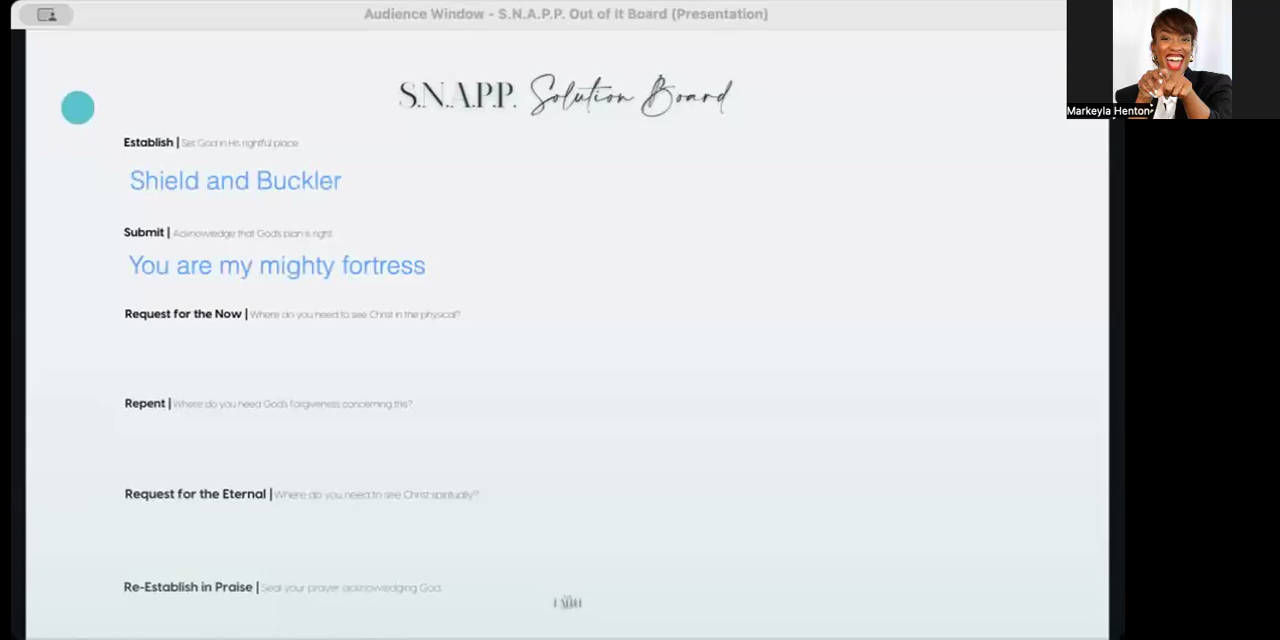 Audience Window - S.N.A.P.P. Out of It Board (Presentation)
Markeyla Henton
S.N.A.P.P. Solution Board
Establish | Set God in His rightful place
Shield and Buckler
Submit | Acknowledge that God's plan is right.
You are my mighty fortress
Request for the Now | Where do you need to see Christ in the physical?
Repent | Where do you need God's forgiveness concerning this?
Request for the Eternal | Where do you need to see Christ spiritually?
Re-Establish in Praise | Seal your prayer acknowledging God.